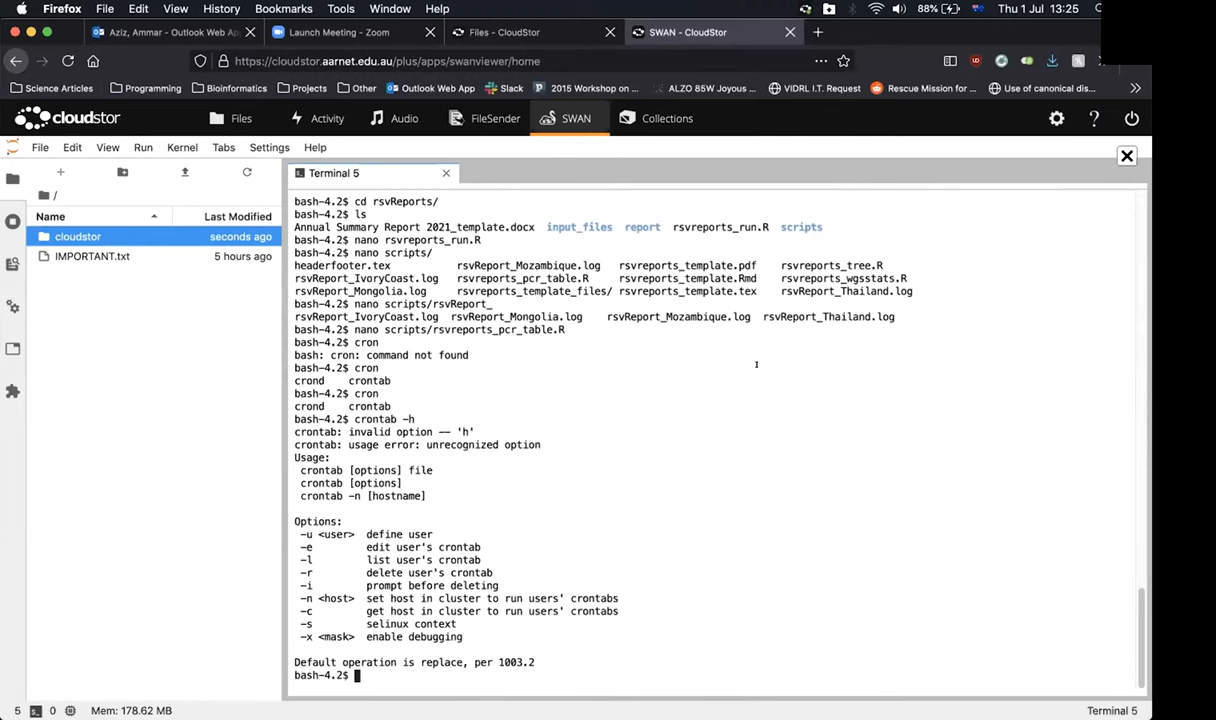 Firefox File Edit View History Bookmarks Tools Window Help 88% Thu 1 Jul 13:25
Aziz, Ammar - Outlook Web Ap Launch Meeting - Zoom Files - CloudStor SWAN - CloudStor
https://cloudstor.aarnet.edu.au/plus/apps/swanviewer/home
Science Articles Programming Bioinformatics Projects Other Outlook Web App Slack 2015 Workshop on ... ALZO 85W Joyous ... VIDRL I.T. Request Rescue Mission for ... Use of canonical dis...
cloudstor Files Activity Audio FileSender SWAN Collections
File Edit View Run Kernel Tabs Settings Help
Terminal 5
/
Name Last Modified
cloudstor seconds ago
IMPORTANT.txt 5 hours ago
bash-4.2$ cd rsvReports/
bash-4.2$ ls
Annual Summary Report 2021_template.docx input_files report rsvreports_run.R scripts
bash-4.2$ nano rsvreports_run.R
bash-4.2$ nano scripts/
headerfooter.tex rsvReport_Mozambique.log rsvreports_template.pdf rsvreports_tree.R
rsvReport_IvoryCoast.log rsvreports_pcr_table.R rsvreports_template.Rmd rsvreports_wgsstats.R
rsvReport_Mongolia.log rsvreports_template_files/ rsvreports_template.tex rsvReport_Thailand.log
bash-4.2$ nano scripts/rsvReport_
rsvReport_IvoryCoast.log rsvReport_Mongolia.log rsvReport_Mozambique.log rsvReport_Thailand.log
bash-4.2$ nano scripts/rsvreports_pcr_table.R
bash-4.2$ cron
bash: cron: command not found
bash-4.2$ cron
crond crontab
bash-4.2$ cron
crond crontab
bash-4.2$ crontab -h
crontab: invalid option -- 'h'
crontab: usage error: unrecognized option
Usage:
crontab [options] file
crontab [options]
crontab -n [hostname]
Options:
-u <user> define user
-e edit user's crontab
-l list user's crontab
-r delete user's crontab
-i prompt before deleting
-n <host> set host in cluster to run users' crontabs
-c get host in cluster to run users' crontabs
-s selinux context
-x <mask> enable debugging
Default operation is replace, per 1003.2
bash-4.2$
5 0 Mem: 178.62 MB Terminal 5